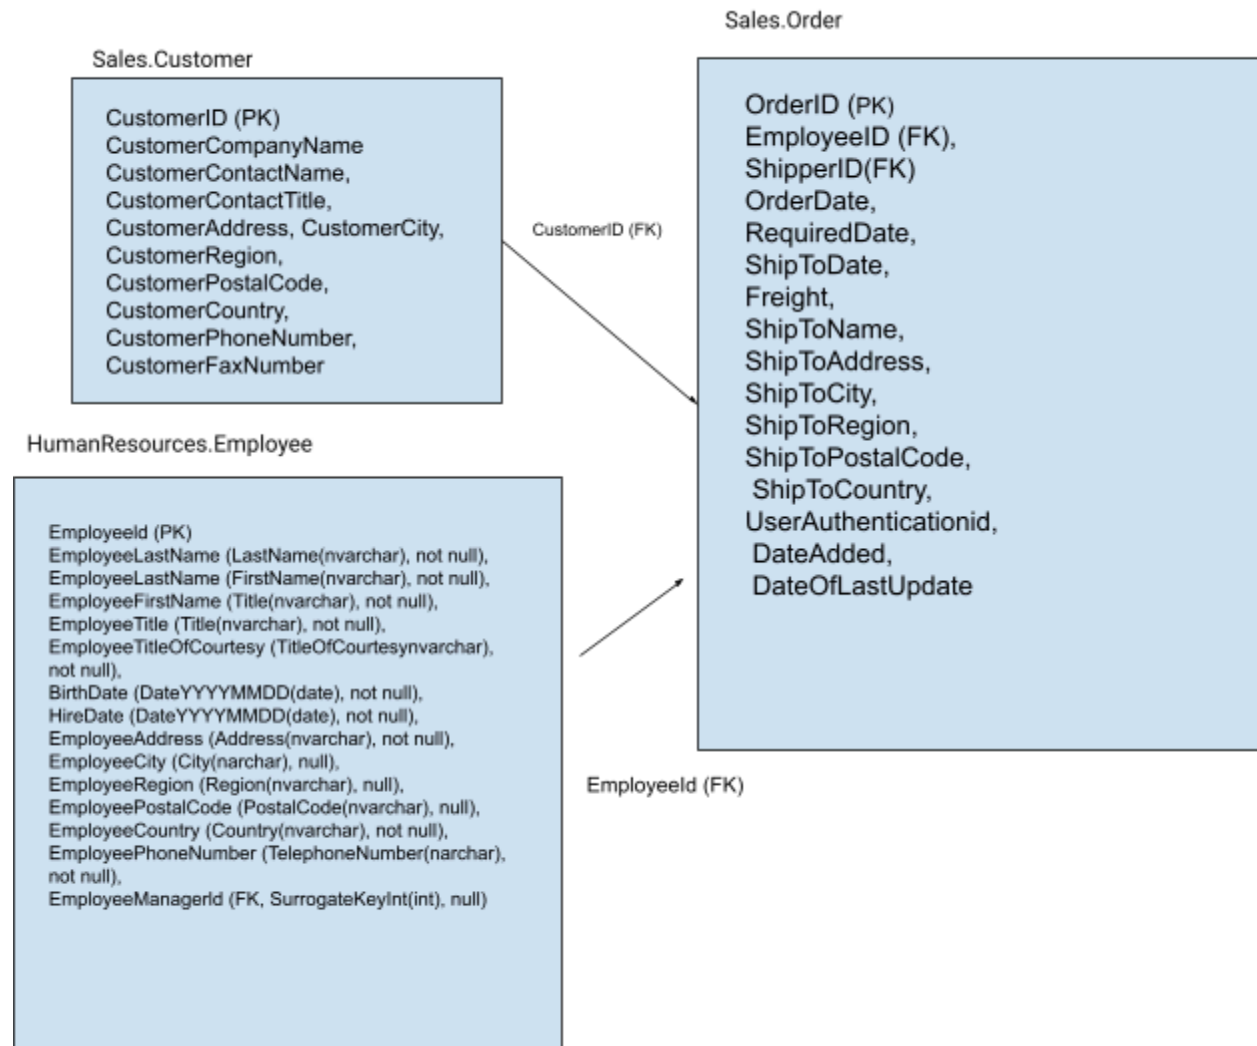 Sales.Customer
CustomerID (PK)
CustomerCompanyName
CustomerContactName,
CustomerContactTitle,
CustomerAddress, CustomerCity,
CustomerRegion,
CustomerPostalCode,
CustomerCountry,
CustomerPhoneNumber,
CustomerFaxNumber
CustomerID (FK)
Sales.Order
OrderID (PK)
EmployeeID (FK),
ShipperID(FK)
OrderDate,
RequiredDate,
ShipToDate,
Freight,
ShipToName,
ShipToAddress,
ShipToCity,
ShipToRegion,
ShipToPostalCode,
ShipToCountry,
UserAuthenticationid,
DateAdded,
DateOfLastUpdate
HumanResources.Employee
EmployeeId (PK)
EmployeeLastName (LastName(nvarchar), not null),
EmployeeLastName (FirstName(nvarchar), not null),
EmployeeFirstName (Title(nvarchar), not null),
EmployeeTitle (Title(nvarchar), not null),
EmployeeTitleOfCourtesy (TitleOfCourtesynvarchar),
not null),
BirthDate (DateYYYYMMDD(date), not null),
HireDate (DateYYYYMMDD(date), not null),
EmployeeAddress (Address(nvarchar), not null),
EmployeeCity (City(narchar), null),
EmployeeRegion (Region(nvarchar), null),
EmployeePostalCode (PostalCode(nvarchar), null),
EmployeeCountry (Country(nvarchar), not null),
EmployeePhoneNumber (TelephoneNumber(narchar),
not null),
EmployeeManagerId (FK, SurrogateKeyInt(int), null)
EmployeeId (FK)